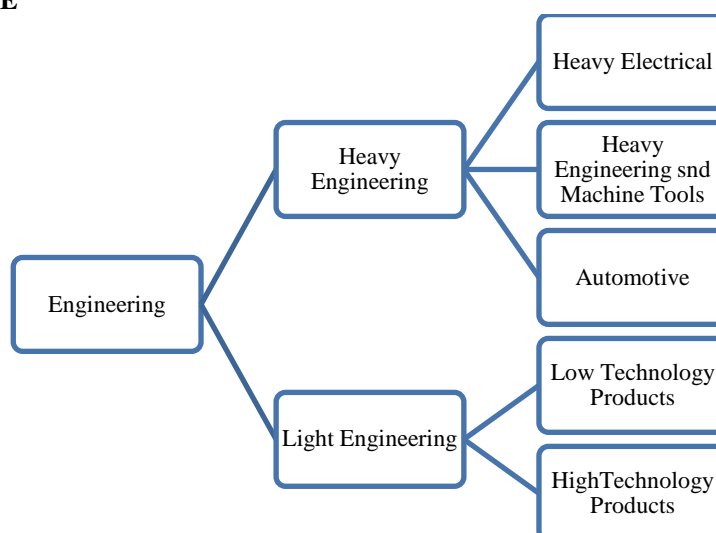 E
Heavy Electrical
Heavy
Engineering snd
Machine Tools
Heavy
Engineering
Automotive
Engineering
Low Technology
Products
Light Engineering
HighTechnology
Products